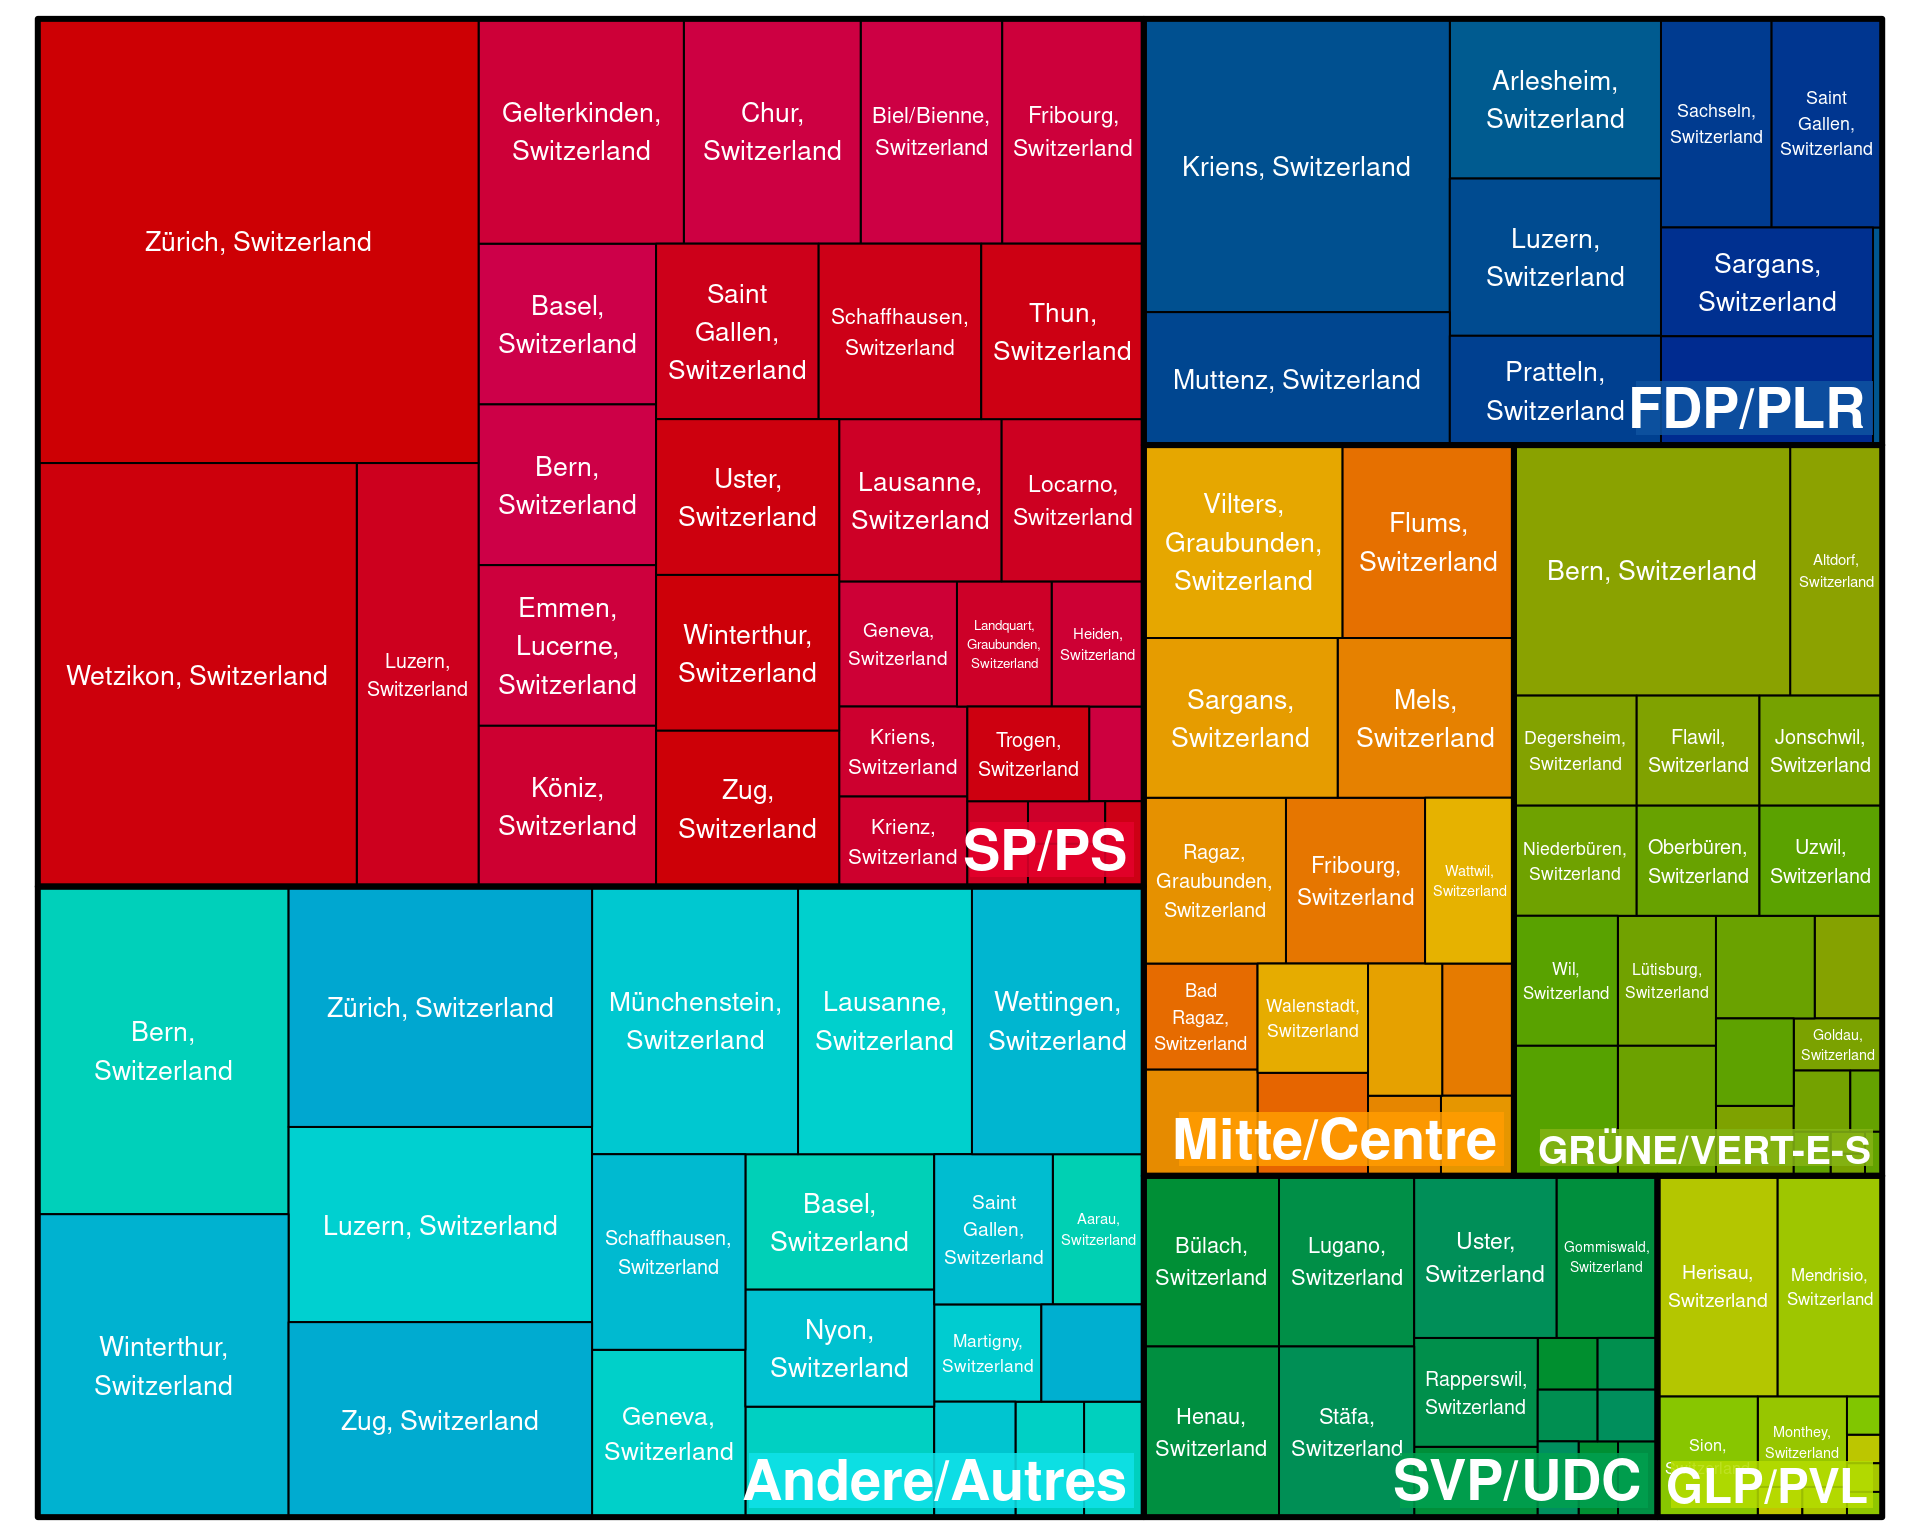 Zürich, Switzerland
Wetzikon, Switzerland
Luzern,
Switzerland
Gelterkinden,
Switzerland
Chur,
Switzerland
Biel/Bienne,
Switzerland
Fribourg,
Switzerland
Basel,
Switzerland
Bern,
Switzerland
Emmen,
Lucerne,
Switzerland
Köniz,
Switzerland
Saint
Gallen,
Switzerland
Schaffhausen,
Switzerland
Thun,
Switzerland
Uster,
Switzerland
Winterthur,
Switzerland
Zug,
Switzerland
Lausanne,
Switzerland
Locarno,
Switzerland
Geneva,
Switzerland
Landquart,
Graubunden,
Switzerland
Heiden,
Switzerland
Kriens,
Switzerland
Krienz,
Switzerland
Trogen,
Switzerland
SP/PS
Bern,
Switzerland
Winterthur,
Switzerland
Zürich, Switzerland
Luzern, Switzerland
Zug, Switzerland
Münchenstein,
Switzerland
Lausanne,
Switzerland
Wettingen,
Switzerland
Schaffhausen,
Switzerland
Geneva,
Switzerland
Basel,
Switzerland
Nyon,
Switzerland
Saint
Gallen,
Switzerland
Aarau,
Switzerland
Martigny,
Switzerland
Andere/Autres
Kriens, Switzerland
Muttenz, Switzerland
Arlesheim,
Switzerland
Luzern,
Switzerland
Pratteln,
Switzerland
Sachseln,
Switzerland
Saint
Gallen,
Switzerland
Sargans,
Switzerland
FDP/PLR
Vilters,
Graubunden,
Switzerland
Flums,
Switzerland
Sargans,
Switzerland
Mels,
Switzerland
Ragaz,
Graubunden,
Switzerland
Fribourg,
Switzerland
Wattwil,
Switzerland
Bad
Ragaz,
Switzerland
Walenstadt,
Switzerland
Mitte/Centre
Bern, Switzerland
Altdorf,
Switzerland
Degersheim,
Switzerland
Flawil,
Switzerland
Jonschwil,
Switzerland
Niederbüren,
Switzerland
Oberbüren,
Switzerland
Uzwil,
Switzerland
Wil,
Switzerland
Lütisburg,
Switzerland
Goldau,
Switzerland
GRÜNE/VERT-E-S
Bülach,
Switzerland
Lugano,
Switzerland
Uster,
Switzerland
Gommiswald,
Switzerland
Henau,
Switzerland
Stäfa,
Switzerland
Rapperswil,
Switzerland
SVP/UDC
Herisau,
Switzerland
Mendrisio,
Switzerland
Sion,
Monthey,
Switzerland
GLP/PVL